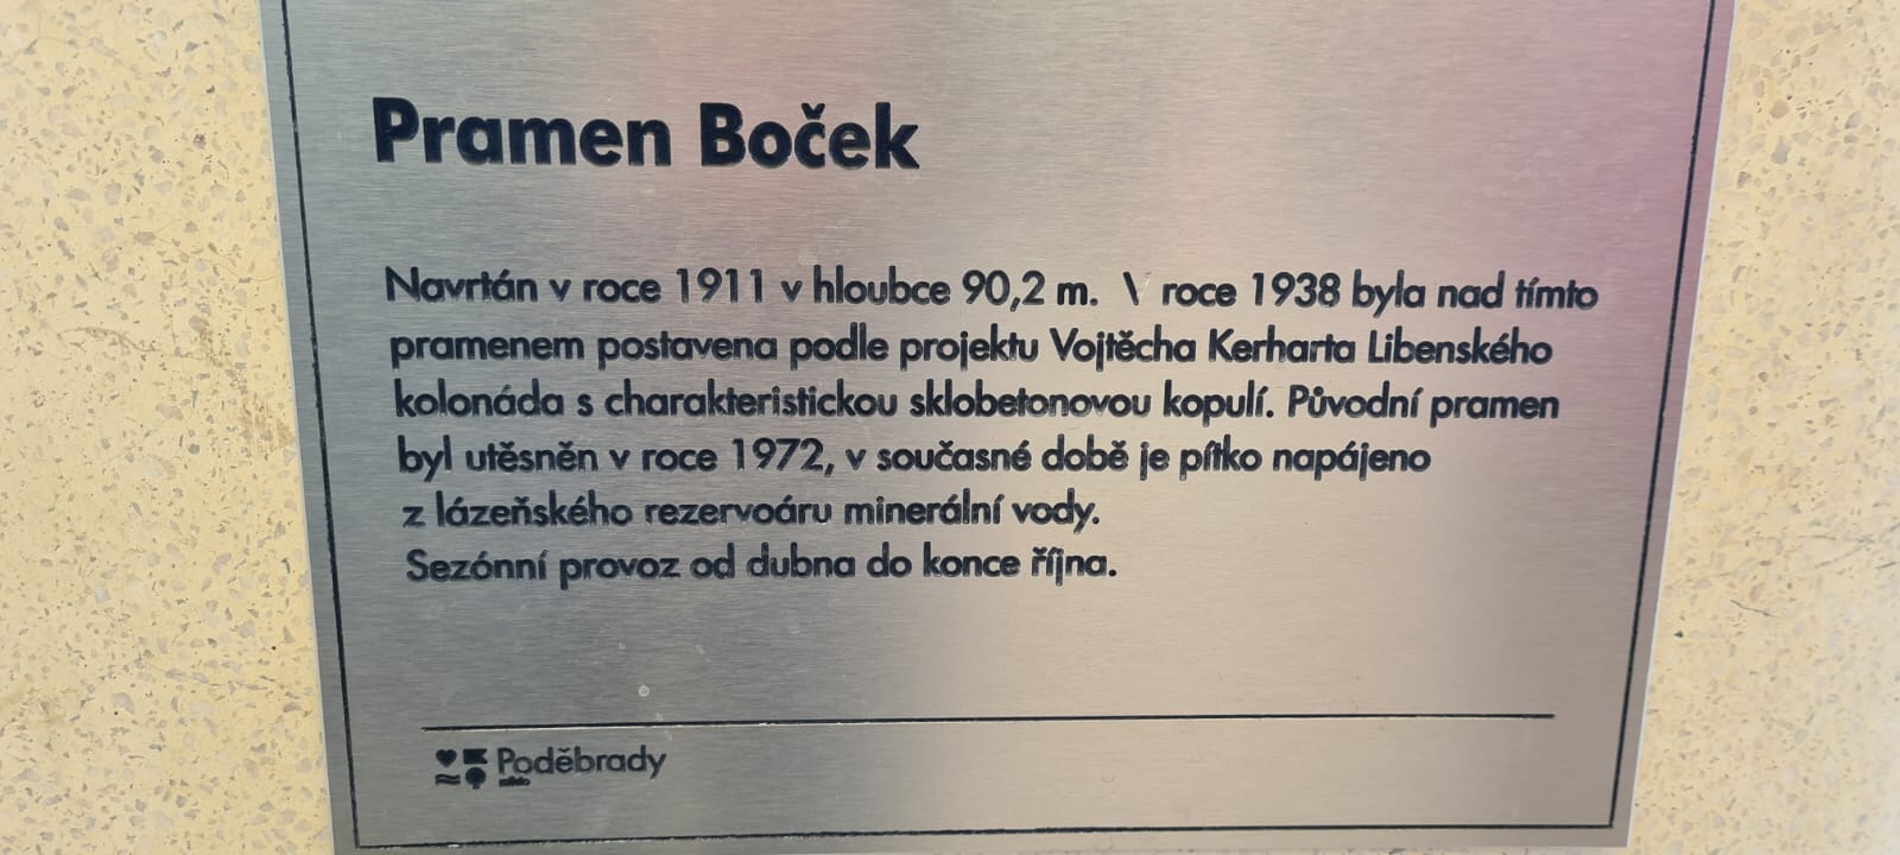 Pramen Boček
Navrtán v roce 1911 v hloubce 90,2 m. V roce 1938 byla nad tímto
pramenem postavena podle projektu Vojtěcha Kerharta Libenského
kolonáda s charakteristickou sklobetonovou kopulí. Původní pramen
byl utěsněn v roce 1972, v současné době je pítko napájeno
z lázeňského rezervoáru minerální vody.
Sezónní provoz od dubna do konce října.
Poděbrady